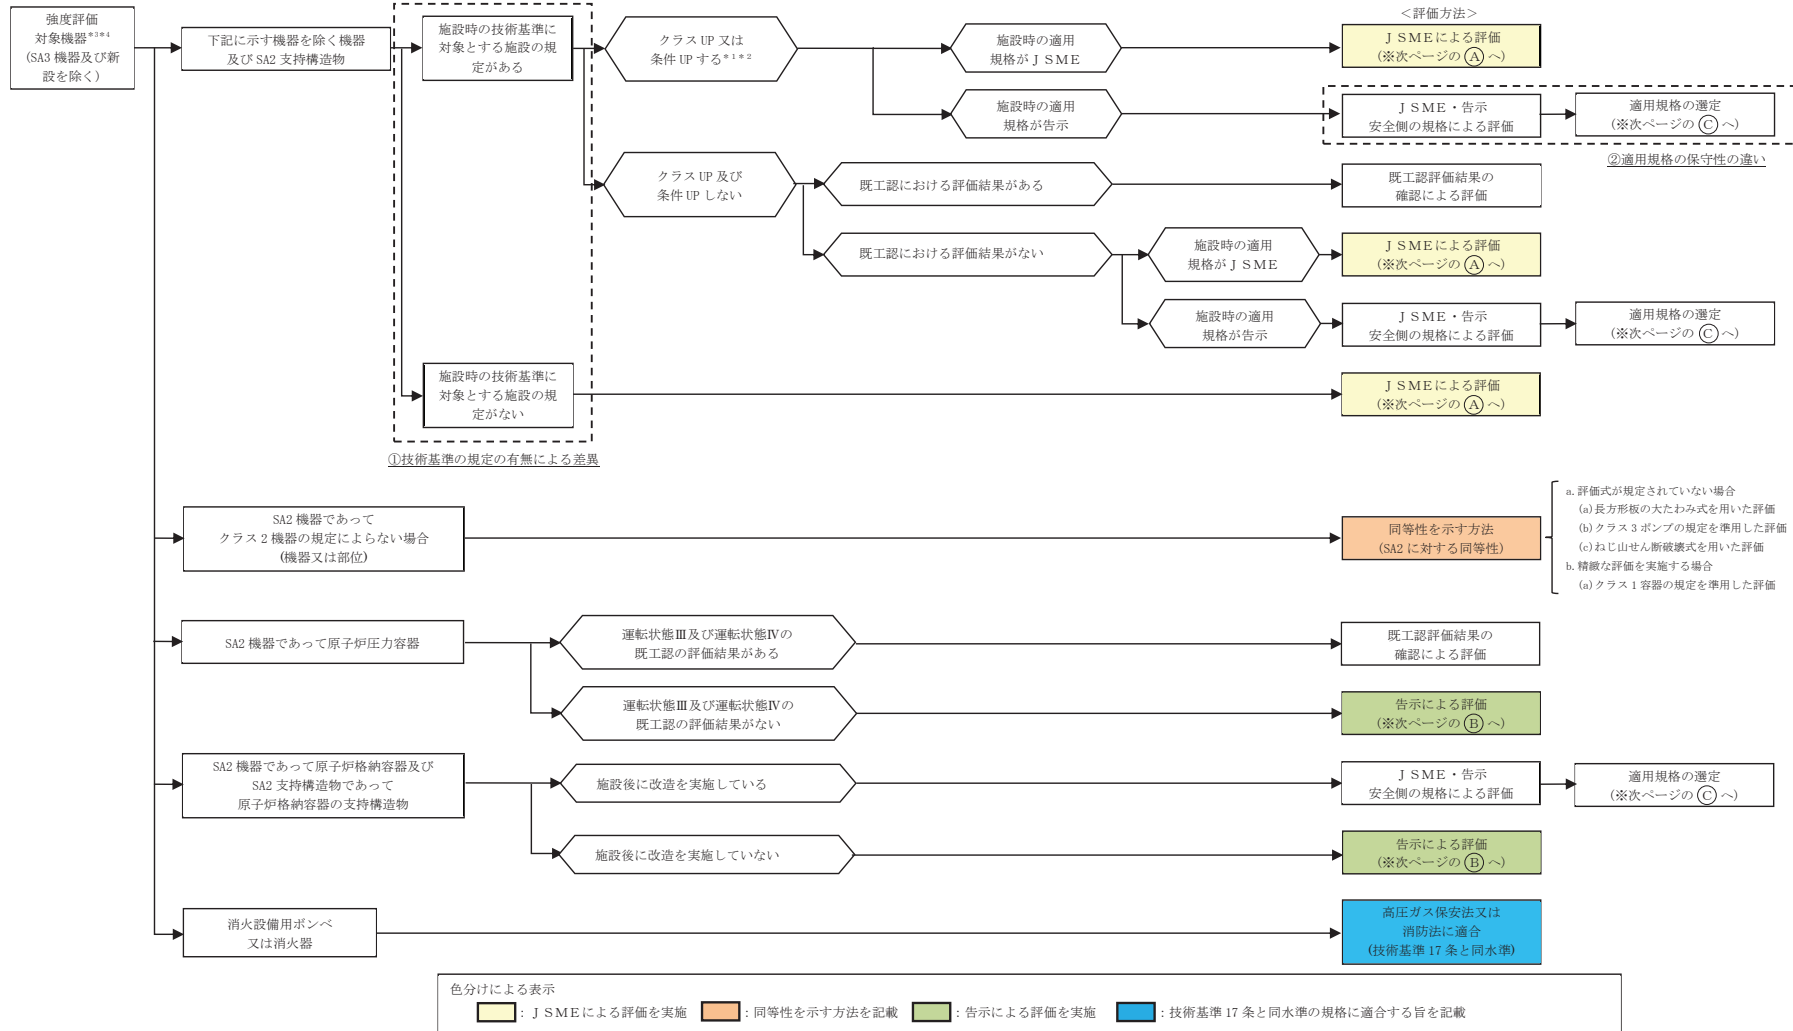 強度評価
対象機器*3*4
(SA3 機器及び新
設を除く)
下記に示す機器を除く機器
及び SA2 支持構造物
施設時の技術基準に
対象とする施設の規
定がある
クラス UP 又は
条件 UP する*1*2
施設時の適用
規格がＪSME
＜評価方法＞
ＪSMEによる評価
(※次ページの Ⓐ へ)
施設時の適用
規格が告示
ＪSME・告示
安全側の規格による評価
適用規格の選定
(※次ページの Ⓒ へ)
②適用規格の保守性の違い
クラス UP 及び
条件 UP しない
既工認における評価結果がある
既工認評価結果の
確認による評価
既工認における評価結果がない
施設時の適用
規格がＪSME
ＪSMEによる評価
(※次ページの Ⓐ へ)
施設時の適用
規格が告示
ＪSME・告示
安全側の規格による評価
適用規格の選定
(※次ページの Ⓒ へ)
施設時の技術基準に
対象とする施設の規
定がない
ＪSMEによる評価
(※次ページの Ⓐ へ)
①技術基準の規定の有無による差異
SA2 機器であって
クラス 2 機器の規定によらない場合
(機器又は部位)
同等性を示す方法
(SA2 に対する同等性)
a. 評価式が規定されていない場合
(a)長方形板の大たわみ式を用いた評価
(b)クラス 3 ポンプの規定を準用した評価
(c)ねじ山せん断破壊式を用いた評価
b. 精緻な評価を実施する場合
(a)クラス 1 容器の規定を準用した評価
SA2 機器であって原子炉圧力容器
運転状態Ⅲ及び運転状態Ⅳの
既工認の評価結果がある
既工認評価結果の
確認による評価
運転状態Ⅲ及び運転状態Ⅳの
既工認の評価結果がない
告示による評価
(※次ページの Ⓑ へ)
SA2 機器であって原子炉格納容器及び
SA2 支持構造物であって
原子炉格納容器の支持構造物
施設後に改造を実施している
ＪSME・告示
安全側の規格による評価
適用規格の選定
(※次ページの Ⓒ へ)
施設後に改造を実施していない
告示による評価
(※次ページの Ⓑ へ)
消火設備用ボンベ
又は消火器
高圧ガス保安法又は
消防法に適合
(技術基準 17 条と同水準)
色分けによる表示
：ＪSMEによる評価を実施 ：同等性を示す方法を記載 ：告示による評価を実施 ：技術基準 17 条と同水準の規格に適合する旨を記載